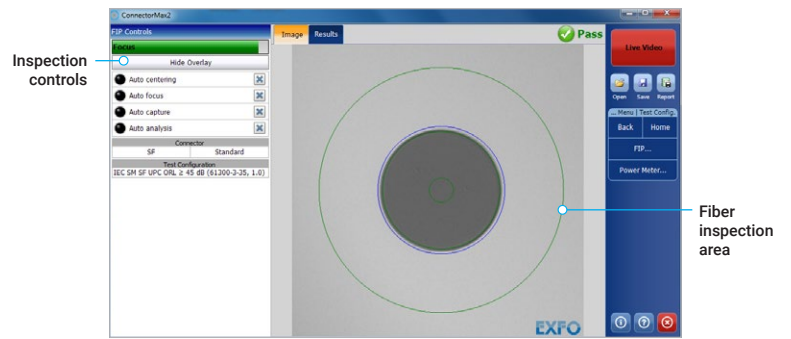 ConnectorMax2
FIP Controls
Focus
Hide Overlay
Auto centering
Auto focus
Auto capture
Auto analysis
Connector
SF Standard
Test Configuration
IEC SM SF UPC ORL ≥ 45 dB (61300-3-35, 1.0)
Image Results
Pass
EXFO
Live Video
Open Save Report
... Menu | Test Config.
Back Home
FIP...
Power Meter...
Inspection
controls
Fiber
inspection
area